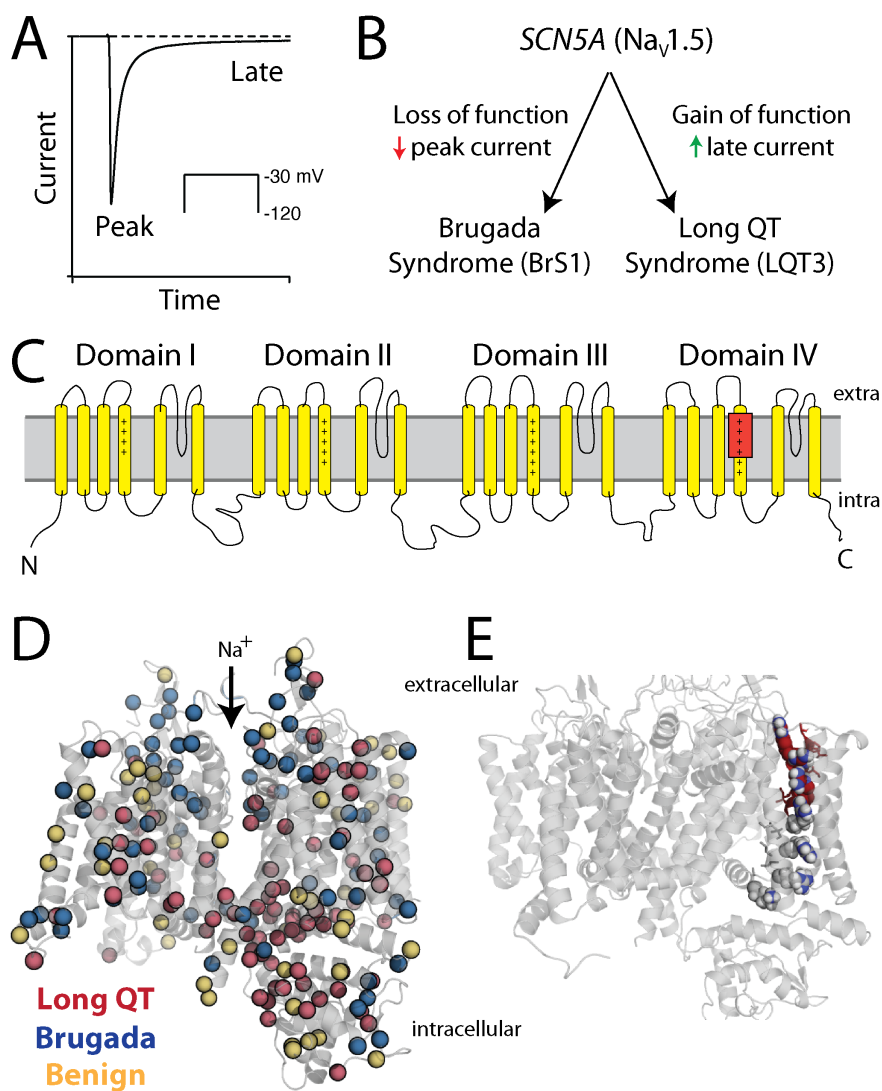 A
Current
Late
Peak
-30 mV
-120
Time
B
SCN5A (NaV1.5)
Loss of function
↓ peak current
Gain of function
↑ late current
Brugada
Syndrome (BrS1)
Long QT
Syndrome (LQT3)
C
Domain I
Domain II
Domain III
Domain IV
extra
++++
+++++
++++++
++++++
intra
N
C
D
Na+
extracellular
Long QT
Brugada
Benign
intracellular
E